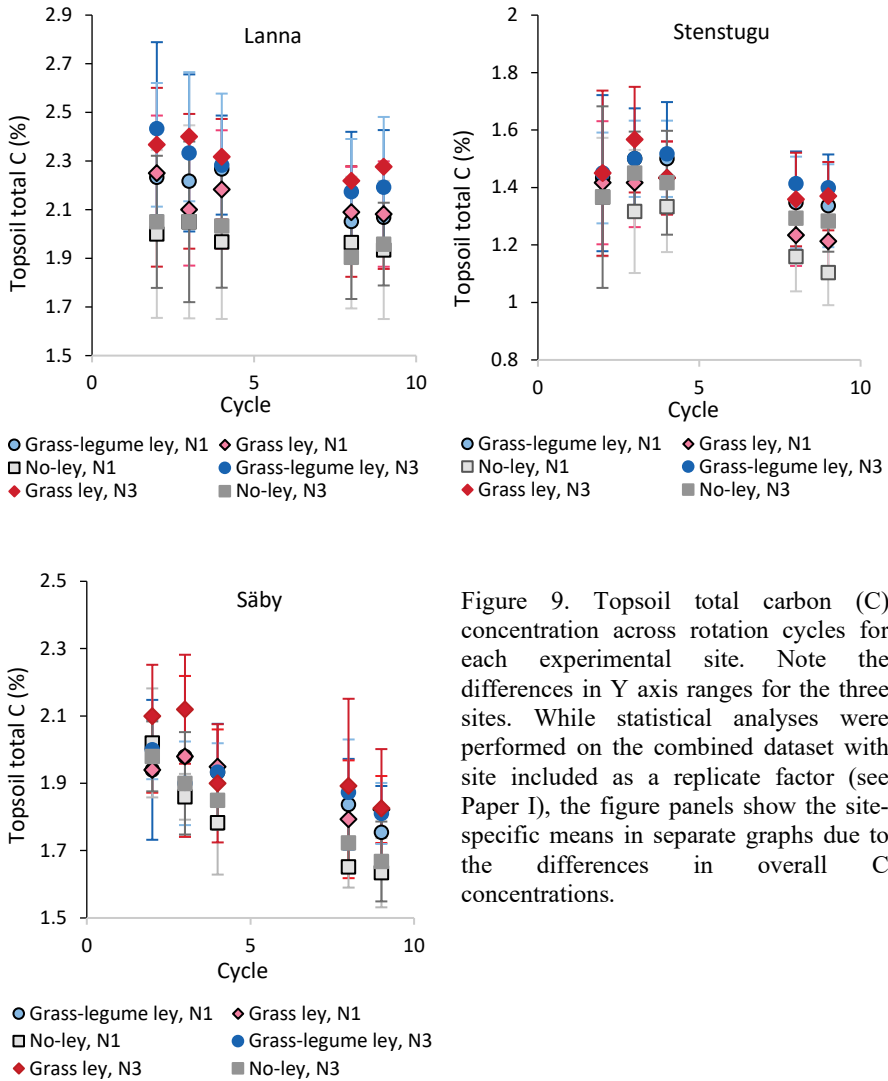 Lanna
2.9
2.7
2.5
2.3
2.1
1.9
1.7
1.5
Topsoil total C (%)
0 5 10
Cycle
Grass-legume ley, N1 Grass ley, N1
No-ley, N1 Grass-legume ley, N3
Grass ley, N3 No-ley, N3
Stenstugu
2
1.8
1.6
1.4
1.2
1
0.8
Topsoil total C (%)
0 5 10
Cycle
Grass-legume ley, N1 Grass ley, N1
No-ley, N1 Grass-legume ley, N3
Grass ley, N3 No-ley, N3
Säby
2.5
2.3
2.1
1.9
1.7
1.5
Topsoil total C (%)
0 5 10
Cycle
Grass-legume ley, N1 Grass ley, N1
No-ley, N1 Grass-legume ley, N3
Grass ley, N3 No-ley, N3
Figure 9. Topsoil total carbon (C)
concentration across rotation cycles for
each experimental site. Note the
differences in Y axis ranges for the three
sites. While statistical analyses were
performed on the combined dataset with
site included as a replicate factor (see
Paper I), the figure panels show the site-
specific means in separate graphs due to
the differences in overall C
concentrations.